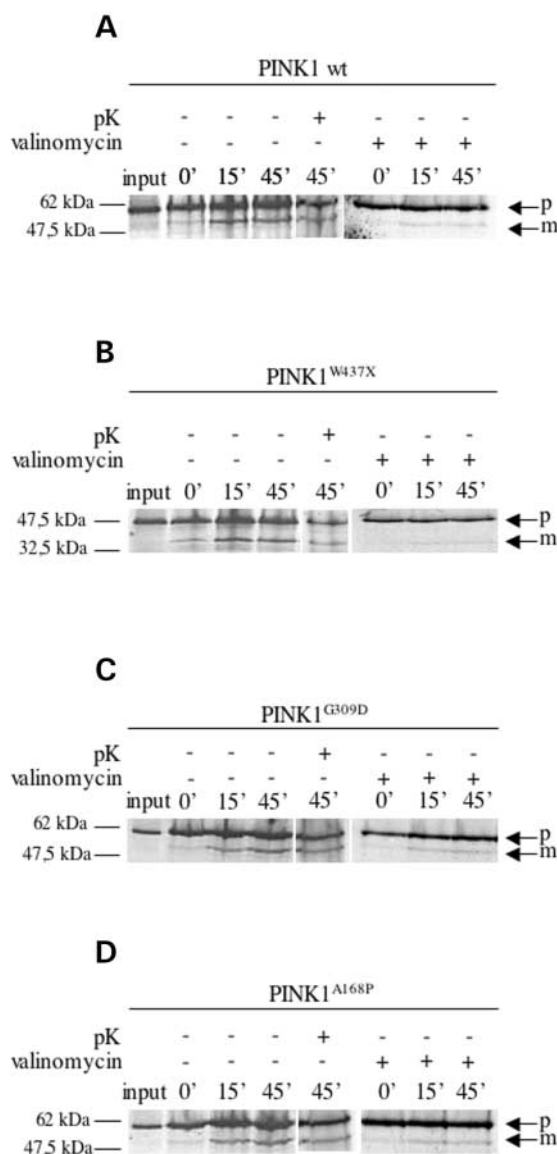 A
PINK1 wt
pK - - - + - - -
valinomycin - - - - + + +
input 0' 15' 45' 45' 0' 15' 45'
62 kDa p
47,5 kDa m
B
PINK1W437X
pK - - - + - - -
valinomycin - - - - + + +
input 0' 15' 45' 45' 0' 15' 45'
47,5 kDa p
32,5 kDa m
C
PINK1G309D
pK - - - + - - -
valinomycin - - - - + + +
input 0' 15' 45' 45' 0' 15' 45'
62 kDa p
47,5 kDa m
D
PINK1A168P
pK - - - + - - -
valinomycin - - - - + + +
input 0' 15' 45' 45' 0' 15' 45'
62 kDa p
47,5 kDa m